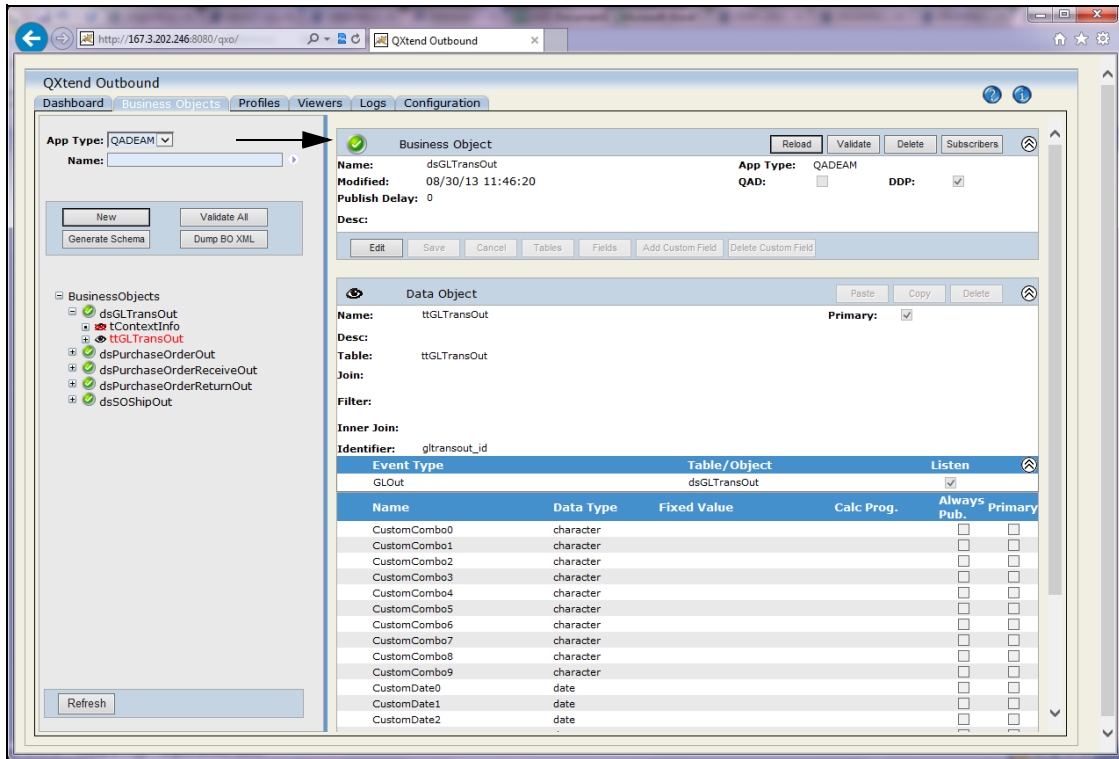 http://167.3.202.246:8080/qxo/
QXtend Outbound
QXtend Outbound
Dashboard Business Objects Profiles Viewers Logs Configuration
App Type: QADEAM
Name:
New Validate All
Generate Schema Dump BO XML
BusinessObjects
dsGLTransOut
tContextInfo
ttGLTransOut
dsPurchaseOrderOut
dsPurchaseOrderReceiveOut
dsPurchaseOrderReturnOut
dsSOShipOut
Refresh
Business Object Reload Validate Delete Subscribers
Name: dsGLTransOut App Type: QADEAM
Modified: 08/30/13 11:46:20 QAD: DDP:
Publish Delay: 0
Desc:
Edit Save Cancel Tables Fields Add Custom Field Delete Custom Field
Data Object Paste Copy Delete
Name: ttGLTransOut Primary:
Desc:
Table: ttGLTransOut
Join:
Filter:
Inner Join:
Identifier: gltransout_id
Event Type Table/Object Listen
GLOut dsGLTransOut
Name Data Type Fixed Value Calc Prog. Always Pub. Primary
CustomCombo0 character
CustomCombo1 character
CustomCombo2 character
CustomCombo3 character
CustomCombo4 character
CustomCombo5 character
CustomCombo6 character
CustomCombo7 character
CustomCombo8 character
CustomCombo9 character
CustomDate0 date
CustomDate1 date
CustomDate2 date